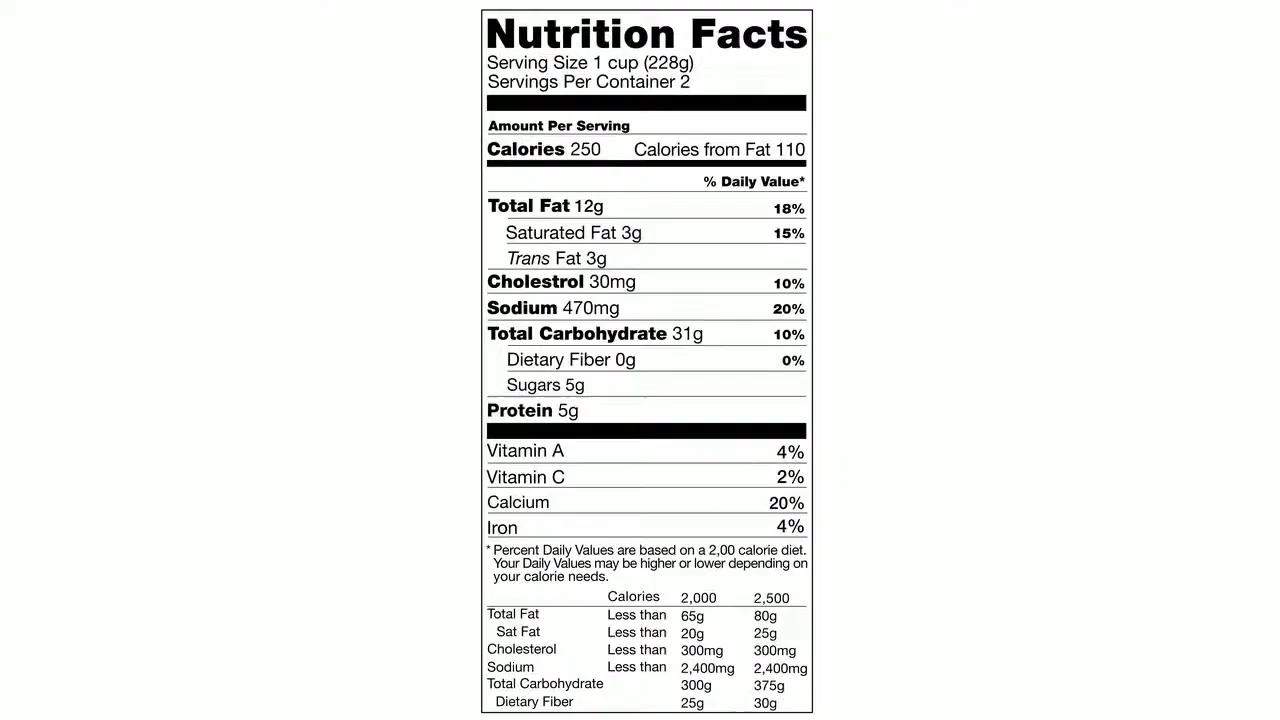 Nutrition Facts
Serving Size 1 cup (228g)
Servings Per Container 2
Amount Per Serving
Calories 250 Calories from Fat 110
% Daily Value*
Total Fat 12g 18%
Saturated Fat 3g 15%
Trans Fat 3g
Cholestrol 30mg 10%
Sodium 470mg 20%
Total Carbohydrate 31g 10%
Dietary Fiber 0g 0%
Sugars 5g
Protein 5g
Vitamin A 4%
Vitamin C 2%
Calcium 20%
Iron 4%
* Percent Daily Values are based on a 2,00 calorie diet.
Your Daily Values may be higher or lower depending on
your calorie needs.
Calories 2,000 2,500
Total Fat Less than 65g 80g
Sat Fat Less than 20g 25g
Cholesterol Less than 300mg 300mg
Sodium Less than 2,400mg 2,400mg
Total Carbohydrate 300g 375g
Dietary Fiber 25g 30g